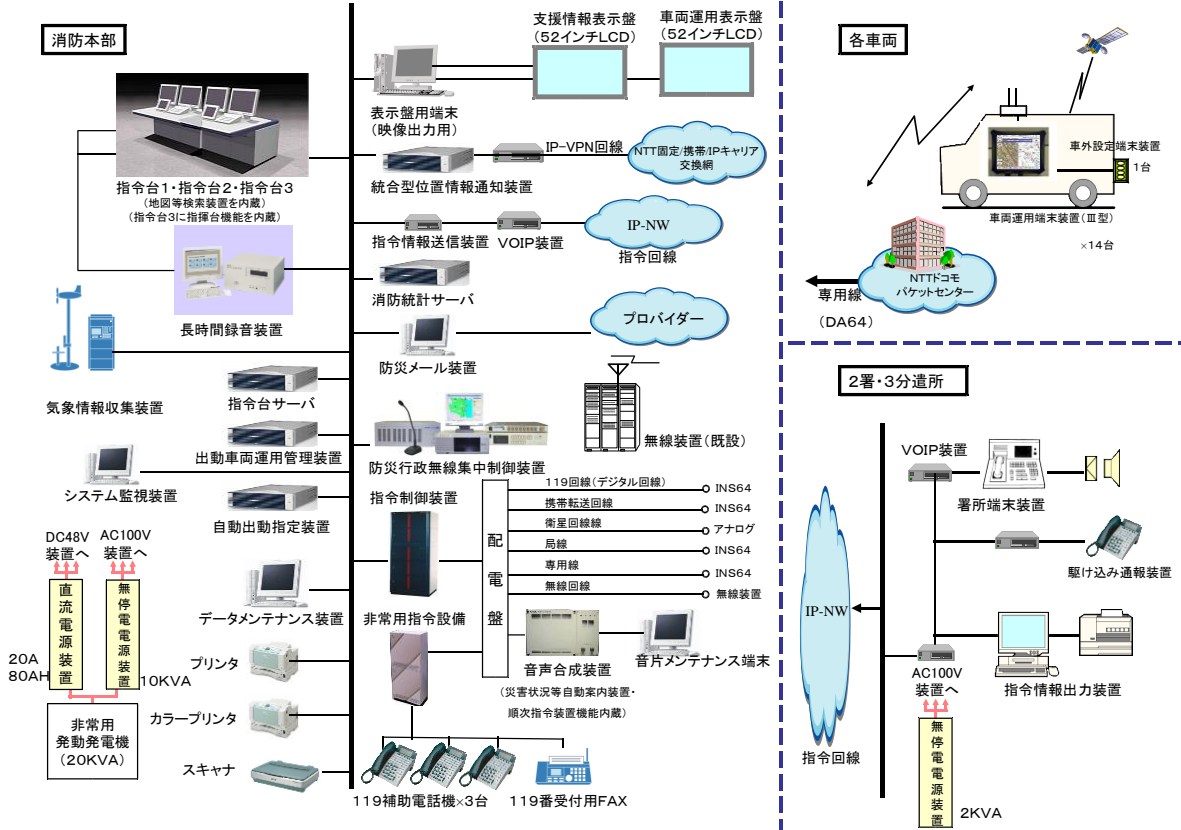 消防本部
支援情報表示盤
(52インチLCD)
車両運用表示盤
(52インチLCD)
表示盤用端末
(映像出力用)
指令台1・指令台2・指令台3
(地図等検索装置を内蔵)
(指令台3に指揮台機能を内蔵)
IP-VPN回線
NTT固定/携帯/IPキャリア
交換網
統合型位置情報通知装置
指令情報送信装置
VOIP装置
IP-NW
指令回線
長時間録音装置
消防統計サーバ
プロバイダー
防災メール装置
気象情報収集装置
指令台サーバ
無線装置(既設)
出動車両運用管理装置
防災行政無線集中制御装置
システム監視装置
自動出動指定装置
指令制御装置
配電盤
119回線(デジタル回線)
INS64
携帯転送回線
INS64
衛星回線線
アナログ
局線
INS64
専用線
INS64
無線回線
無線装置
DC48V
装置へ
AC100V
装置へ
直流電源装置
無停電電源装置
20A
80AH
10KVA
非常用
発動発電機
(20KVA)
データメンテナンス装置
非常用指令設備
音声合成装置
(災害状況等自動案内装置・
順次指令装置機能内蔵)
音片メンテナンス端末
プリンタ
カラープリンタ
スキャナ
119補助電話機×3台
119番受付用FAX
各車両
車外設定端末装置
1台
車両運用端末装置(Ⅲ型)
×14台
NTTドコモ
パケットセンター
専用線
(DA64)
2署・3分遣所
VOIP装置
署所端末装置
駆け込み通報装置
IP-NW
指令回線
指令情報出力装置
AC100V
装置へ
無停電電源装置
2KVA